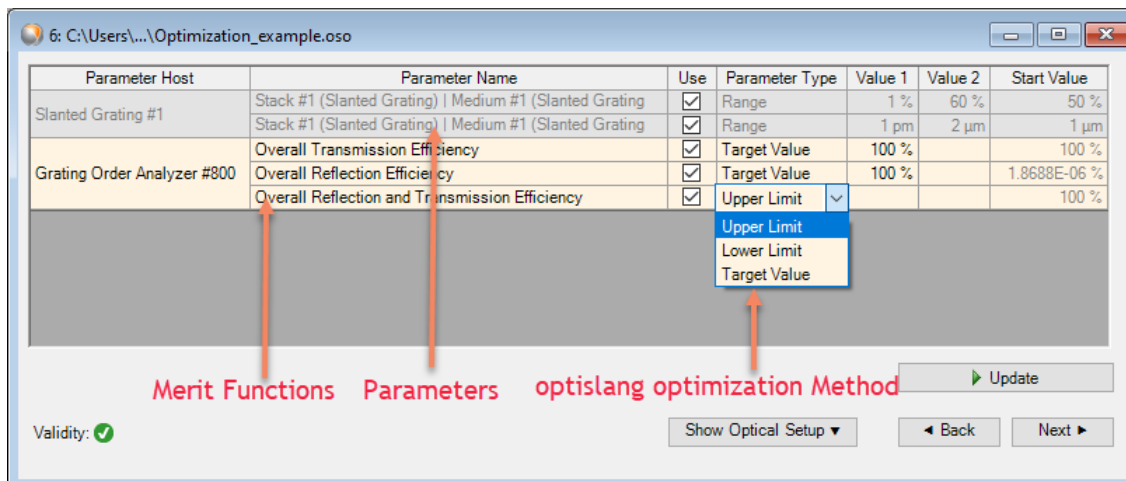 6: C:\Users\...\Optimization_example.oso
Parameter Host Parameter Name Use Parameter Type Value 1 Value 2 Start Value
Slanted Grating #1
Stack #1 (Slanted Grating) | Medium #1 (Slanted Grating Range 1 % 60 % 50 %
Stack #1 (Slanted Grating) | Medium #1 (Slanted Grating Range 1 pm 2 µm 1 µm
Grating Order Analyzer #800
Overall Transmission Efficiency Target Value 100 % 100 %
Overall Reflection Efficiency Target Value 100 % 1.8688E-06 %
Overall Reflection and Transmission Efficiency Upper Limit 100 %
Upper Limit
Lower Limit
Target Value
Merit Functions Parameters optislang optimization Method
Update
Validity:
Show Optical Setup Back Next